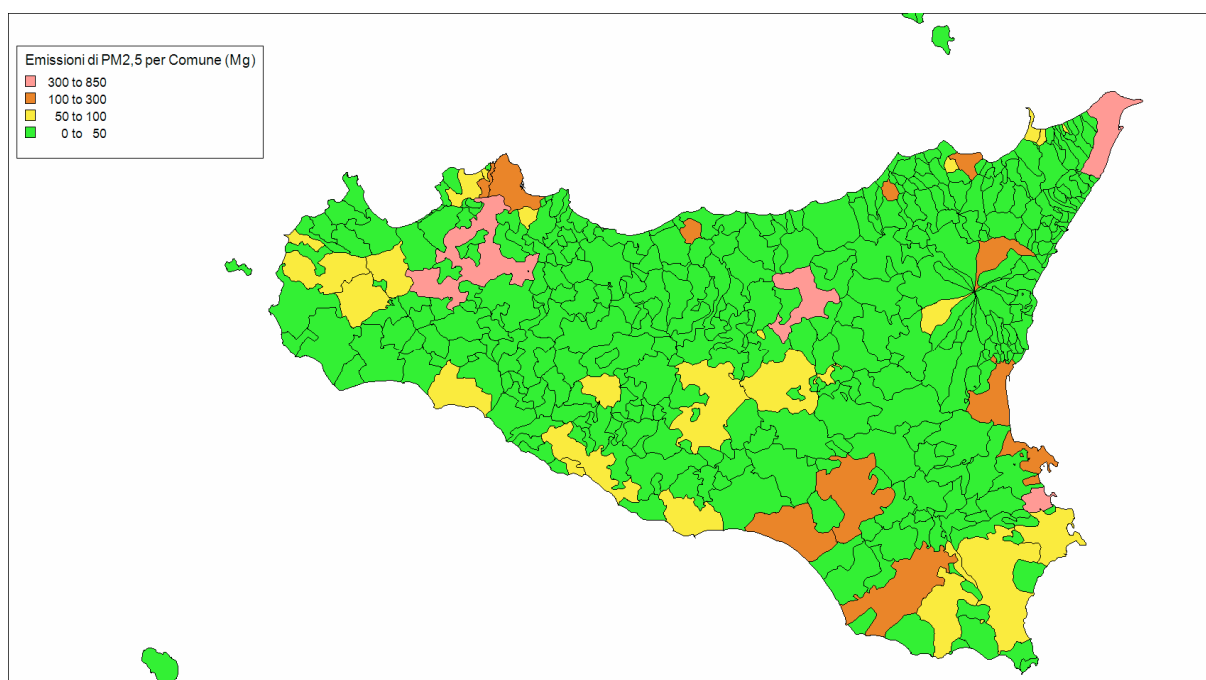 Emissioni di PM2,5 per Comune (Mg)
300 to 850
100 to 300
50 to 100
0 to 50